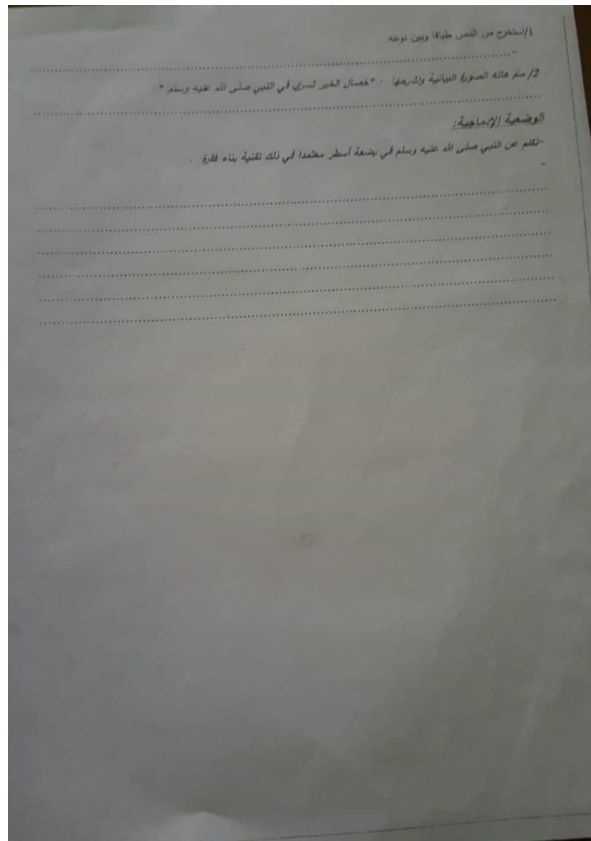 1/إستخرج من النص طباقا وبين نوعه
2/ سم هاته الصورة البيانية واشرحها : "خصال الخير تسري في النبي صلى الله عليه وسلم"
الوضعية الإدماجية:
-تكلم عن النبي صلى الله عليه وسلم في بضعة أسطر معتمدا في ذلك تقنية بناء فقرة .